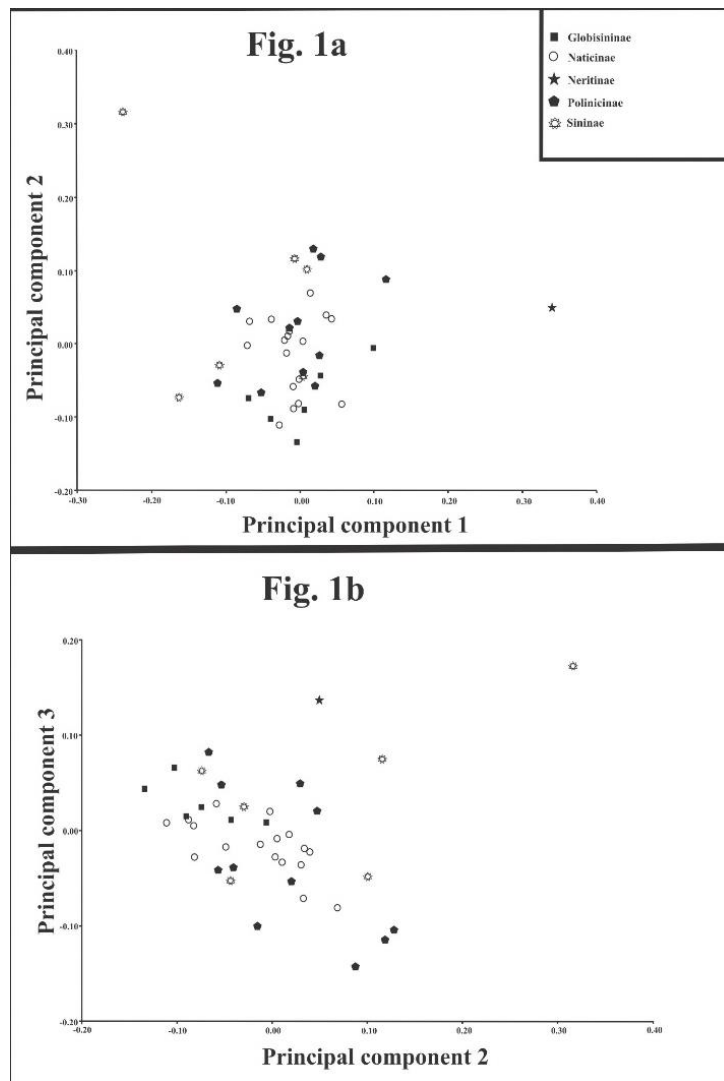 Fig. 1a
Globisininae
Naticinae
Neritinae
Polinicinae
Sininae
0.40
0.30
0.20
0.10
0.00
-0.10
-0.20
Principal component 2
-0.30
-0.20
-0.10
0.00
0.10
0.20
0.30
0.40
Principal component 1
Fig. 1b
0.20
0.10
0.00
-0.10
-0.20
Principal component 3
-0.20
-0.10
0.00
0.10
0.20
0.30
0.40
Principal component 2